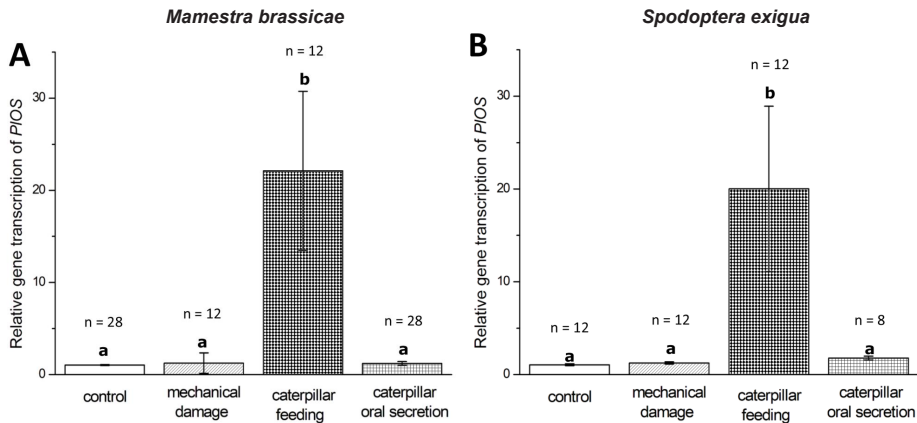 Mamestra brassicae
A
Relative gene transcription of PlOS
30
20
10
0
n = 28
a
n = 12
a
n = 12
b
n = 28
a
control
mechanical
damage
caterpillar
feeding
caterpillar
oral secretion
Spodoptera exigua
B
Relative gene transcription of PlOS
30
20
10
0
n = 12
a
n = 12
a
n = 12
b
n = 8
a
control
mechanical
damage
caterpillar
feeding
caterpillar
oral secretion